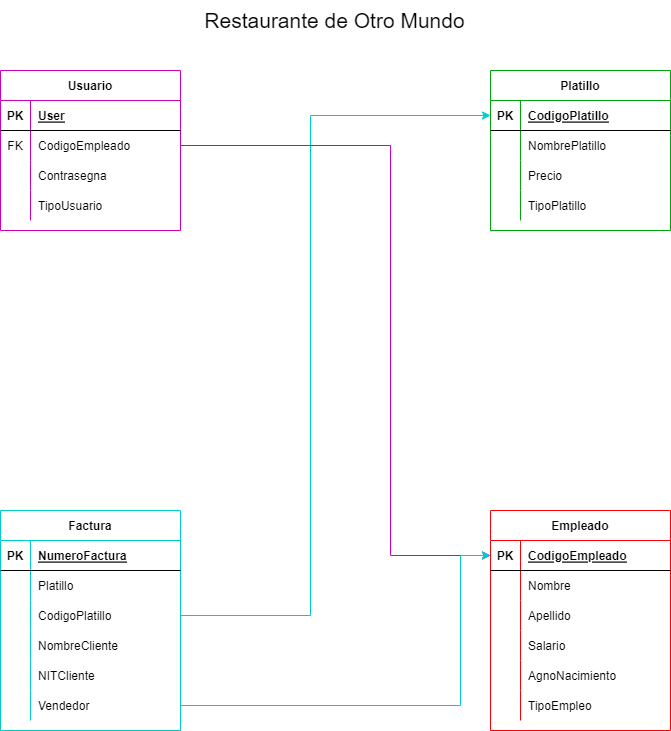 Restaurante de Otro Mundo
Usuario
PK User
FK CodigoEmpleado
Contrasegna
TipoUsuario
Platillo
PK CodigoPlatillo
NombrePlatillo
Precio
TipoPlatillo
Factura
PK NumeroFactura
Platillo
CodigoPlatillo
NombreCliente
NITCliente
Vendedor
Empleado
PK CodigoEmpleado
Nombre
Apellido
Salario
AgnoNacimiento
TipoEmpleo